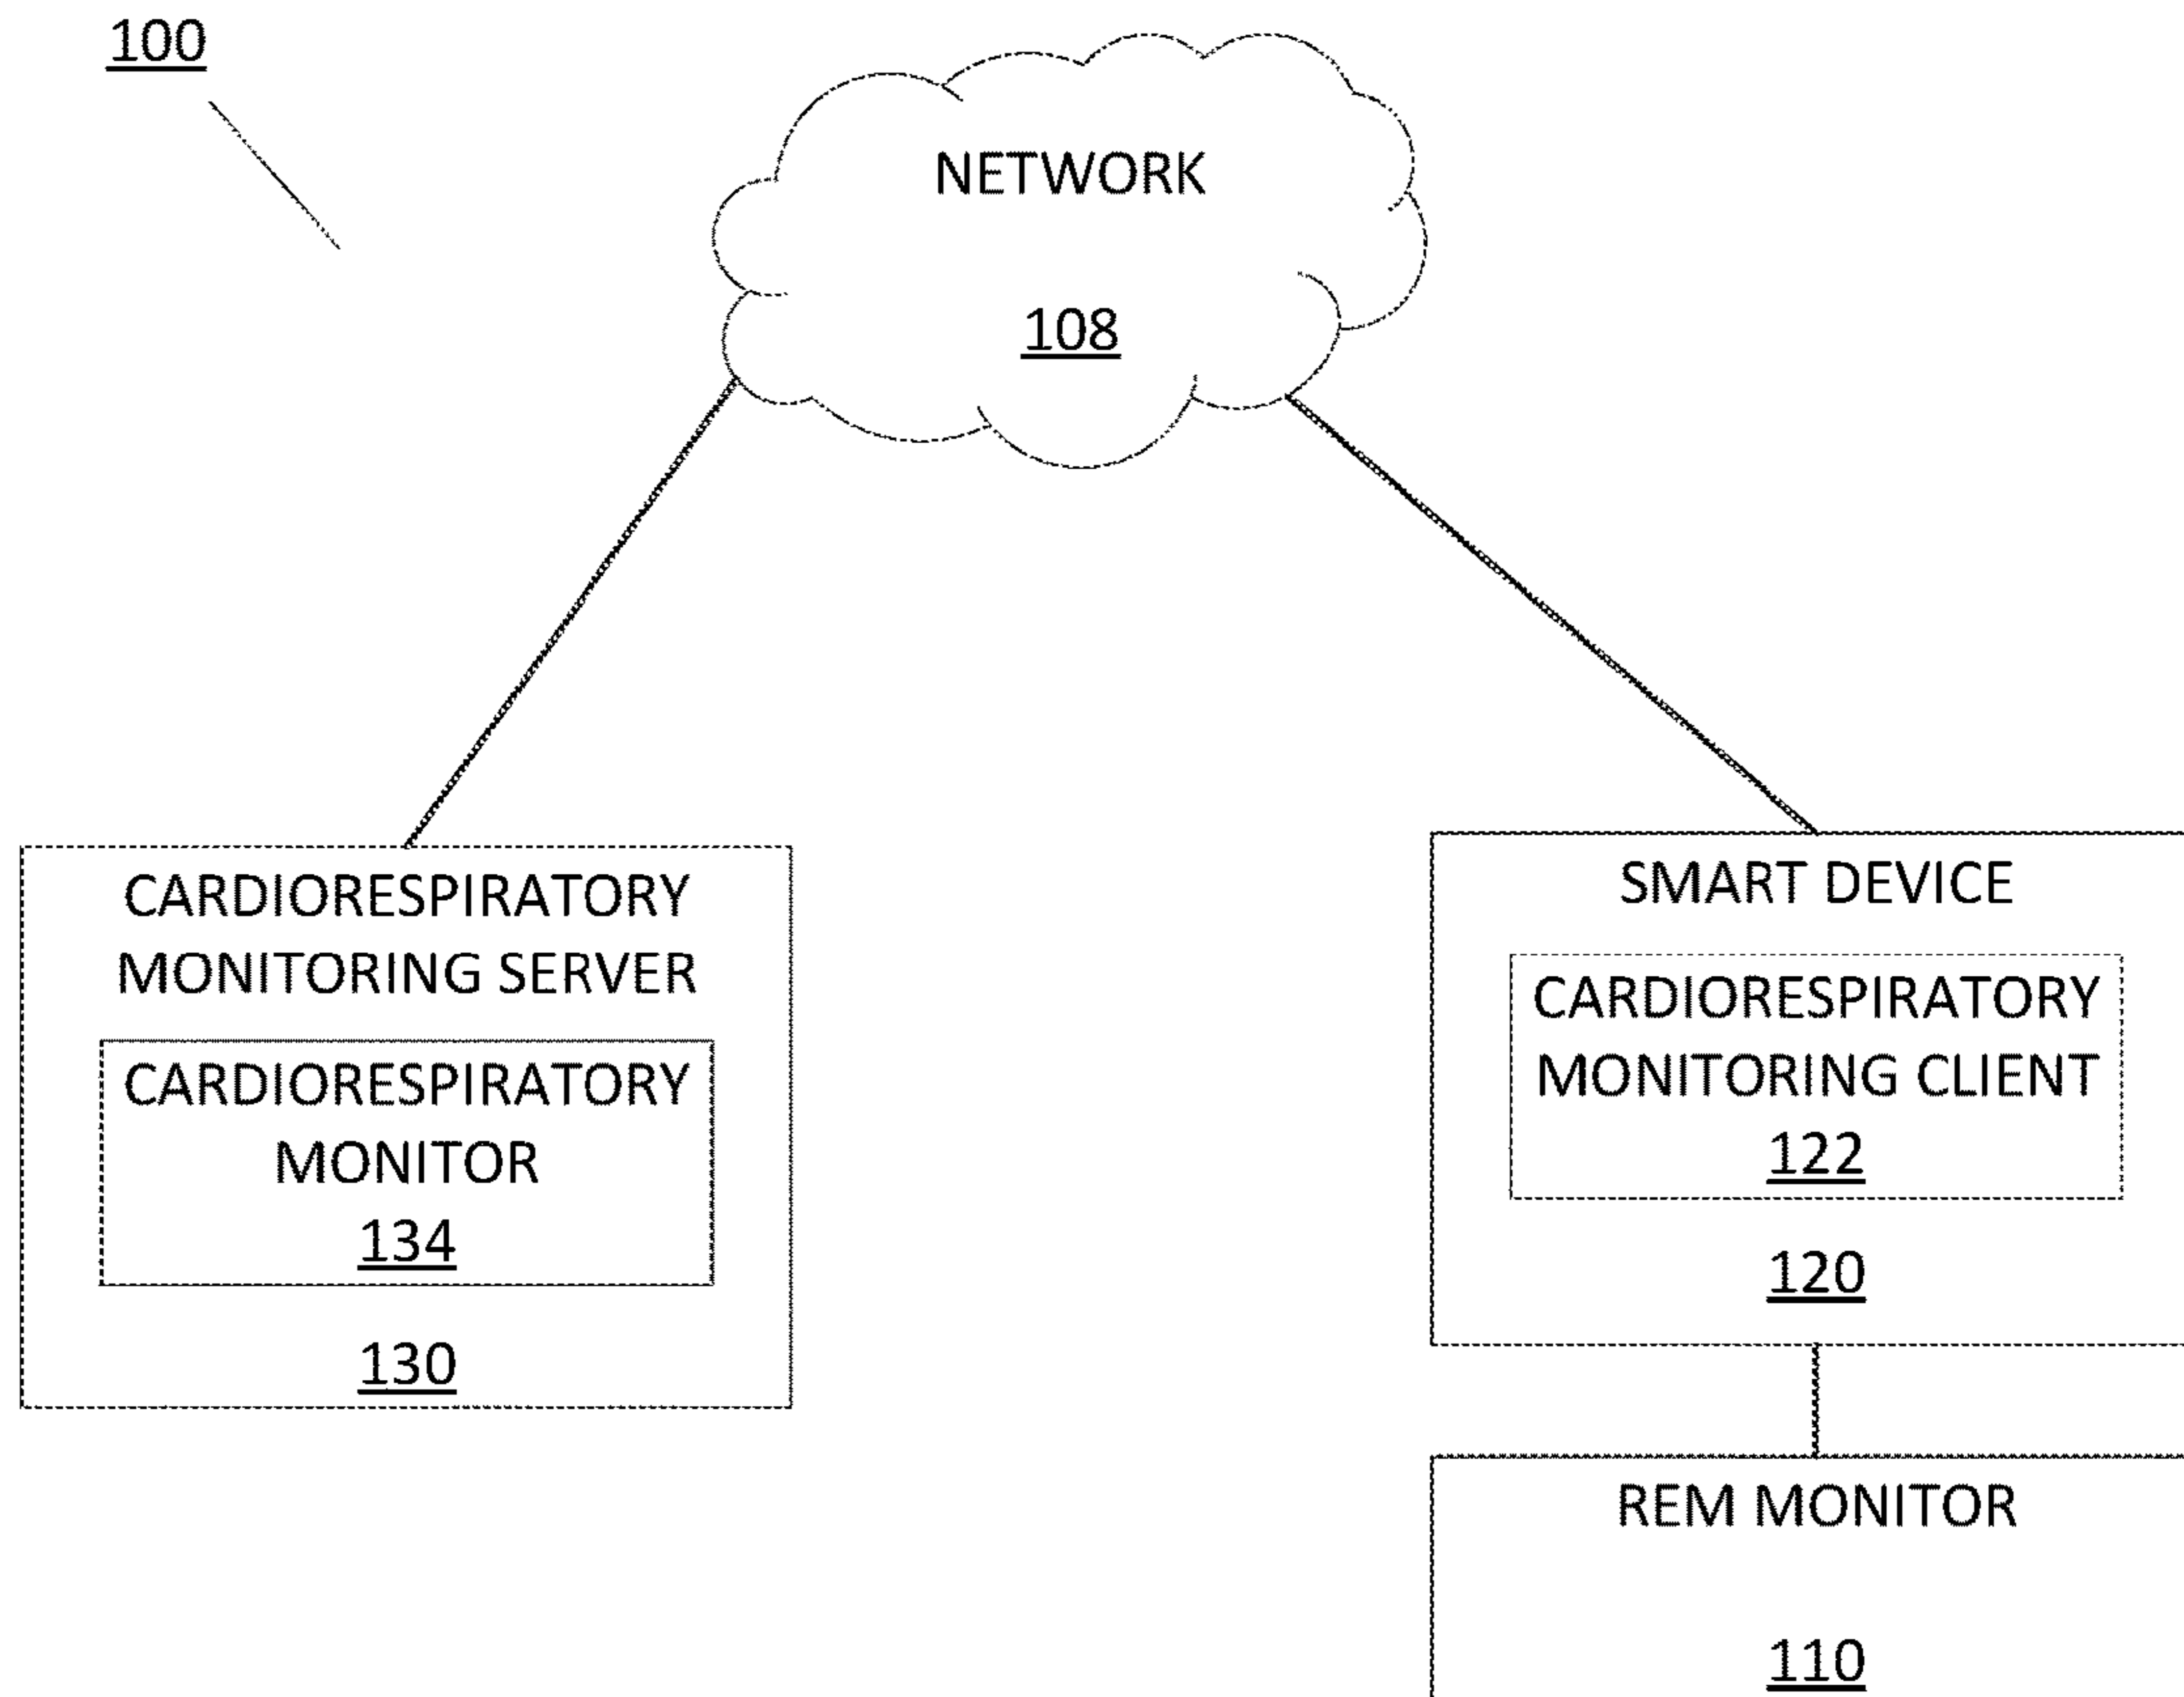 100
NETWORK
108
CARDIORESPIRATORY
MONITORING SERVER
CARDIORESPIRATORY
MONITOR
134
130
SMART DEVICE
CARDIORESPIRATORY
MONITORING CLIENT
122
120
REM MONITOR
110